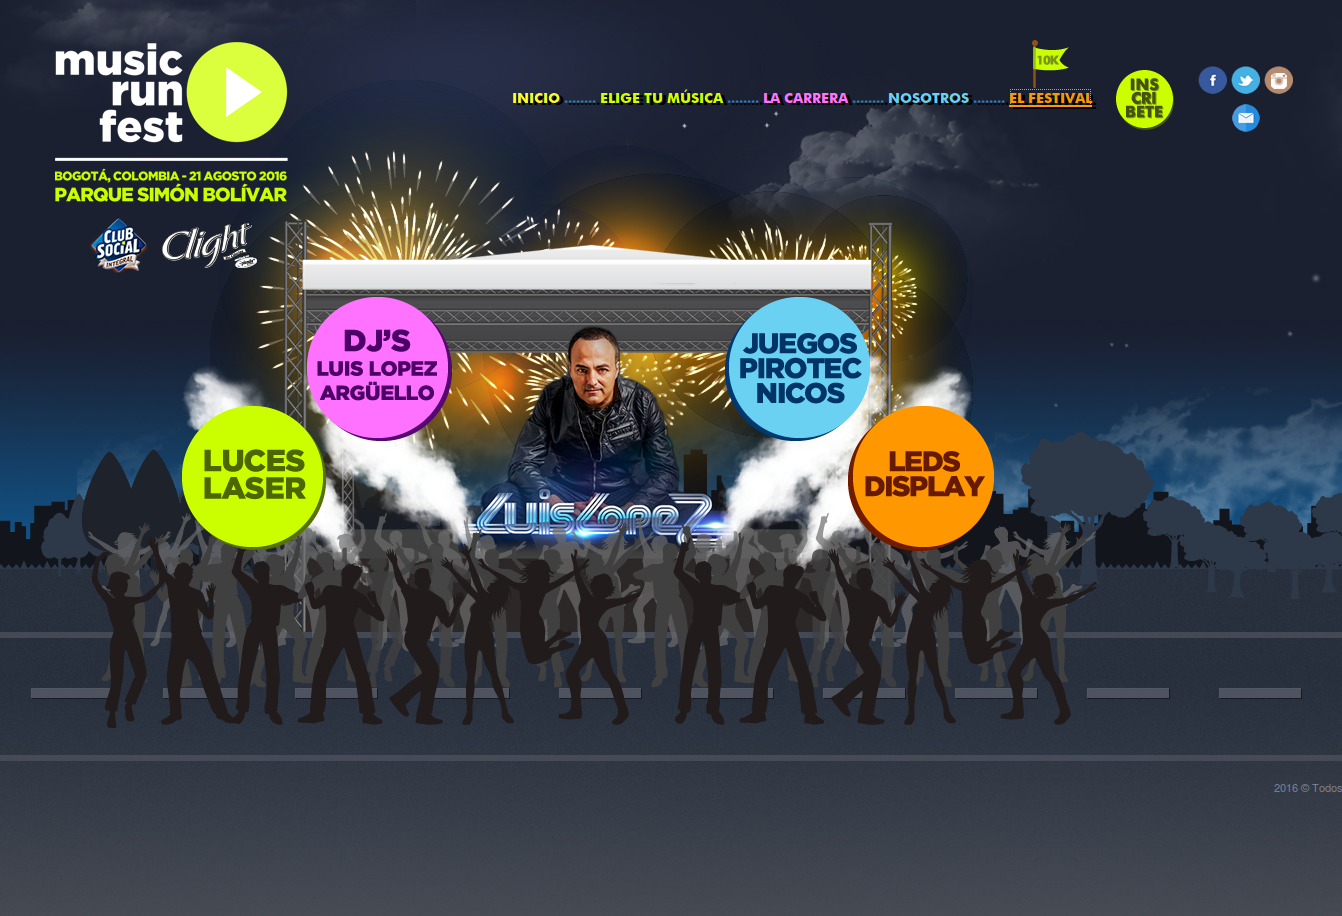 music
run
fest
BOGOTÁ, COLOMBIA - 21 AGOSTO 2016
PARQUE SIMÓN BOLÍVAR
CLUB
SOCIAL
INTEGRAL
Clight
INICIO ........ ELIGE TU MÚSICA ........ LA CARRERA ........ NOSOTROS ........ EL FESTIVAL
10K
INS
CRI
BETE
DJ'S
LUIS LOPEZ
ARGÜELLO
JUEGOS
PIROTEC
NICOS
LUCES
LASER
LEDS
DISPLAY
LuisLopez
2016 © Todos